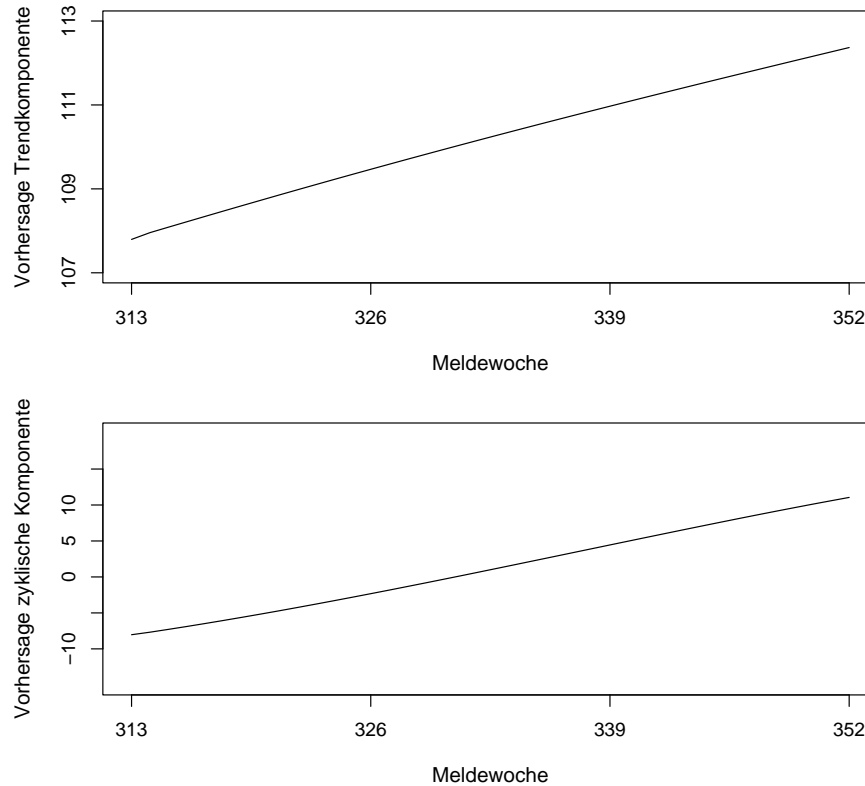 Vorhersage Trendkomponente
113
111
109
107
313 326 339 352
Meldewoche
Vorhersage zyklische Komponente
10
5
0
−10
313 326 339 352
Meldewoche